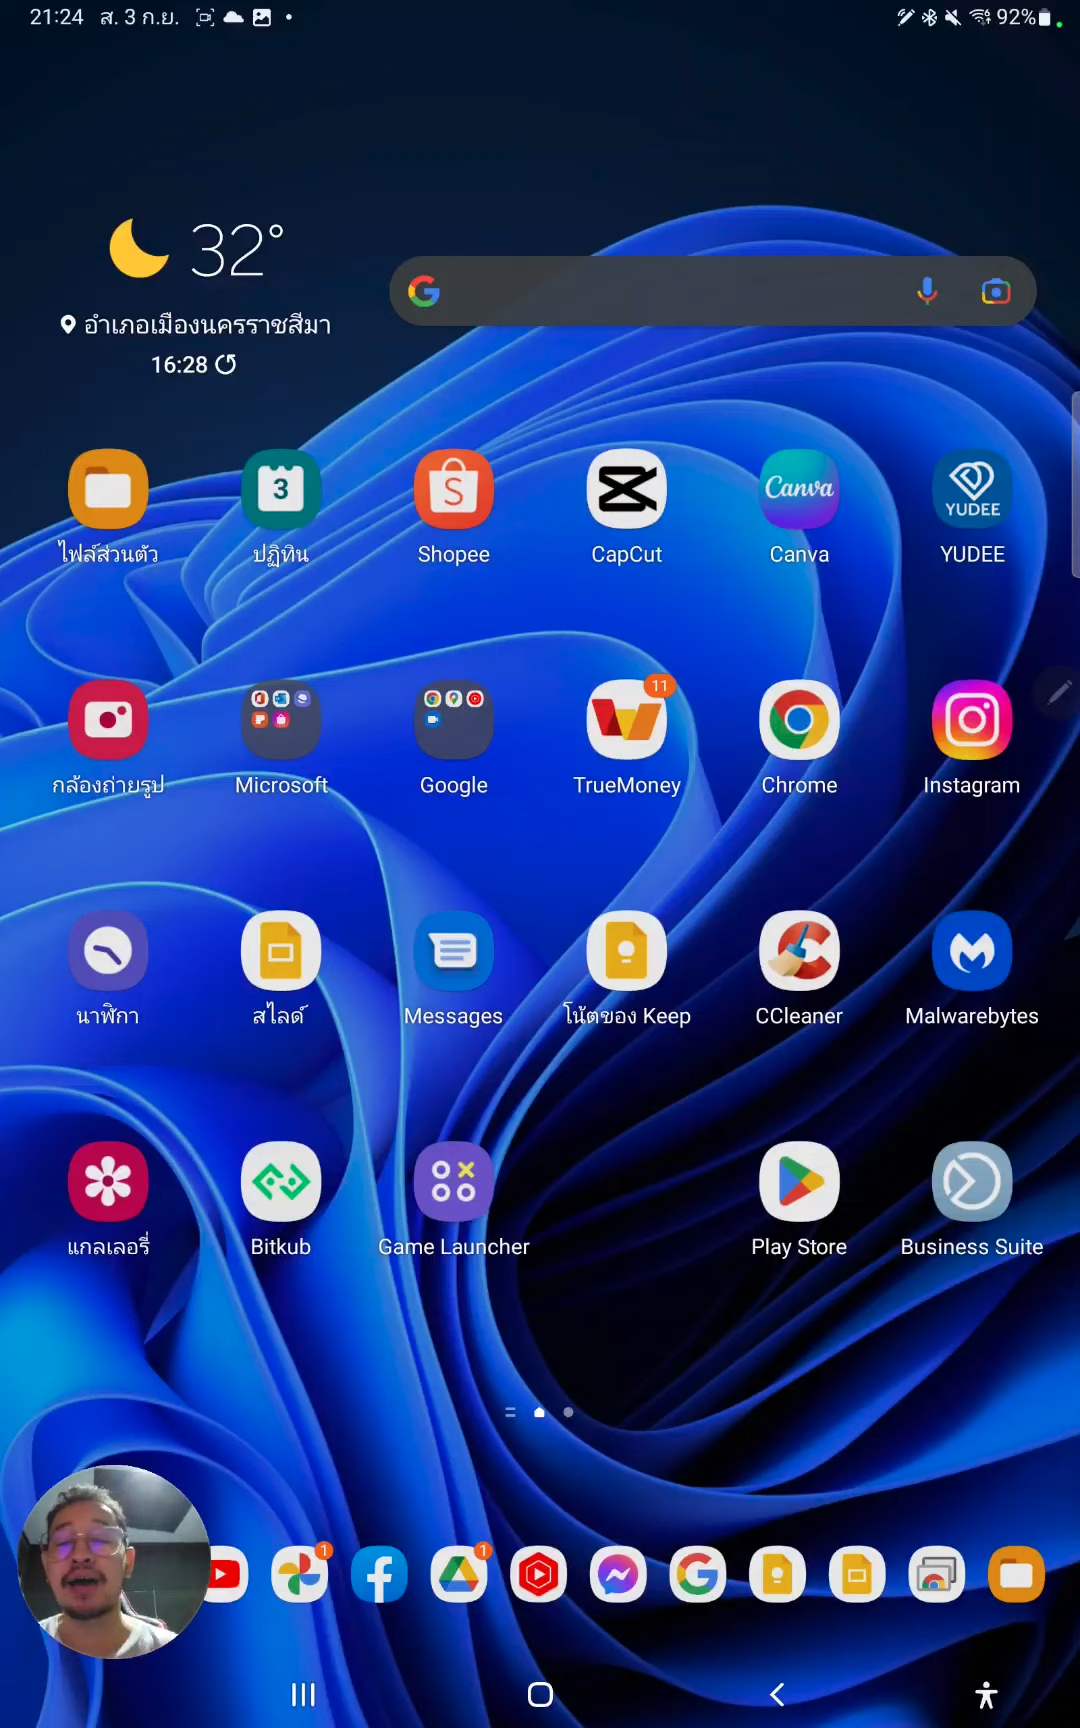 21:24 ส. 3 ก.ย.
92%
32°
อำเภอเมืองนครราชสีมา
16:28
3
Canva
YUDEE
ไฟล์ส่วนตัว
ปฏิทิน
Shopee
CapCut
Canva
YUDEE
11
กล้องถ่ายรูป
Microsoft
Google
TrueMoney
Chrome
Instagram
นาฬิกา
สไลด์
Messages
โน้ตของ Keep
CCleaner
Malwarebytes
แกลเลอรี่
Bitkub
Game Launcher
Play Store
Business Suite
1
1